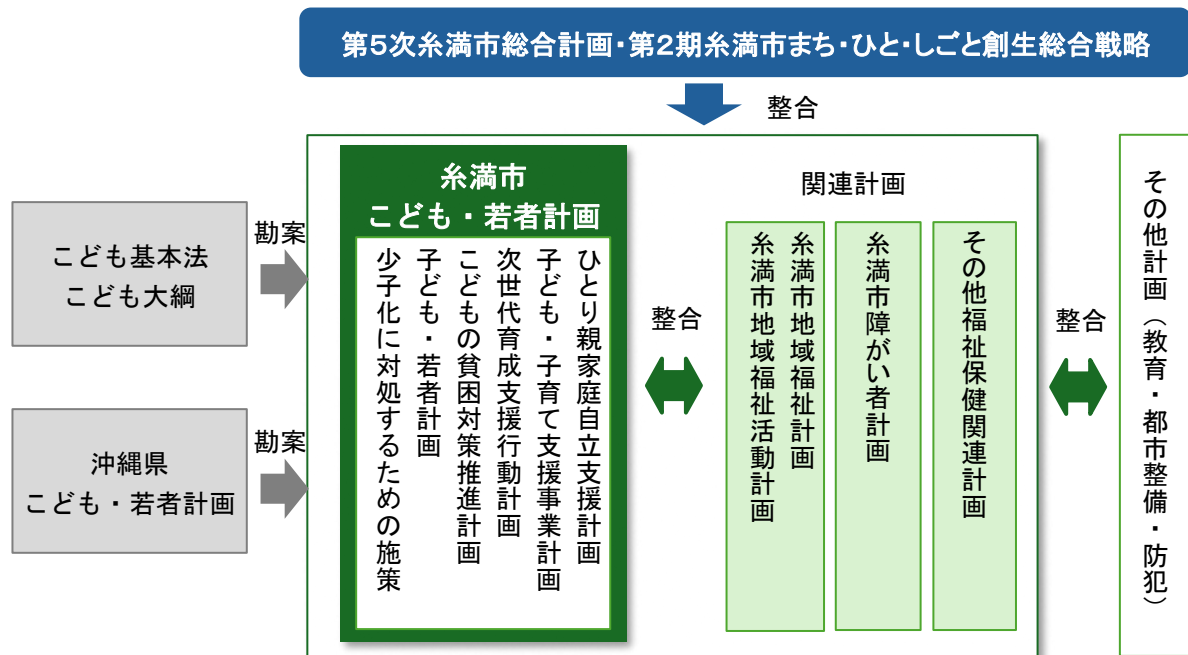 第5次糸満市総合計画・第2期糸満市まち・ひと・しごと創生総合戦略
整合
こども基本法
こども大綱
勘案
沖縄県
こども・若者計画
勘案
糸満市
こども・若者計画
ひとり親家庭自立支援計画
子ども・子育て支援事業計画
次世代育成支援行動計画
こどもの貧困対策推進計画
子ども・若者計画
少子化に対処するための施策
整合
関連計画
糸満市地域福祉計画
糸満市地域福祉活動計画
糸満市障がい者計画
その他福祉保健関連計画
整合
その他計画（教育・都市整備・防犯）